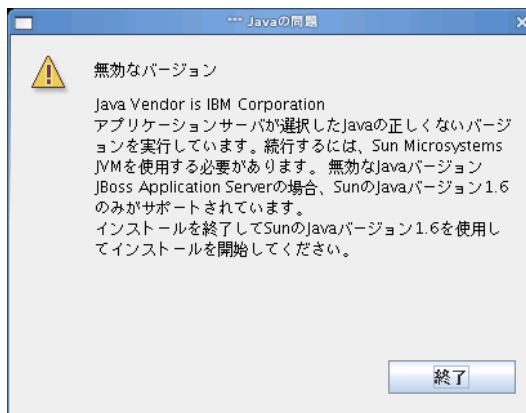 *** Javaの問題
無効なバージョン
Java Vendor is IBM Corporation
アプリケーションサーバが選択したJavaの正しくないバージ
ョンを実行しています。続行するには、Sun Microsystems
JVMを使用する必要があります。 無効なJavaバージョン
JBoss Application Serverの場合、SunのJavaバージョン1.6
のみがサポートされています。
インストールを終了してSunのJavaバージョン1.6を使用し
てインストールを開始してください。
終了